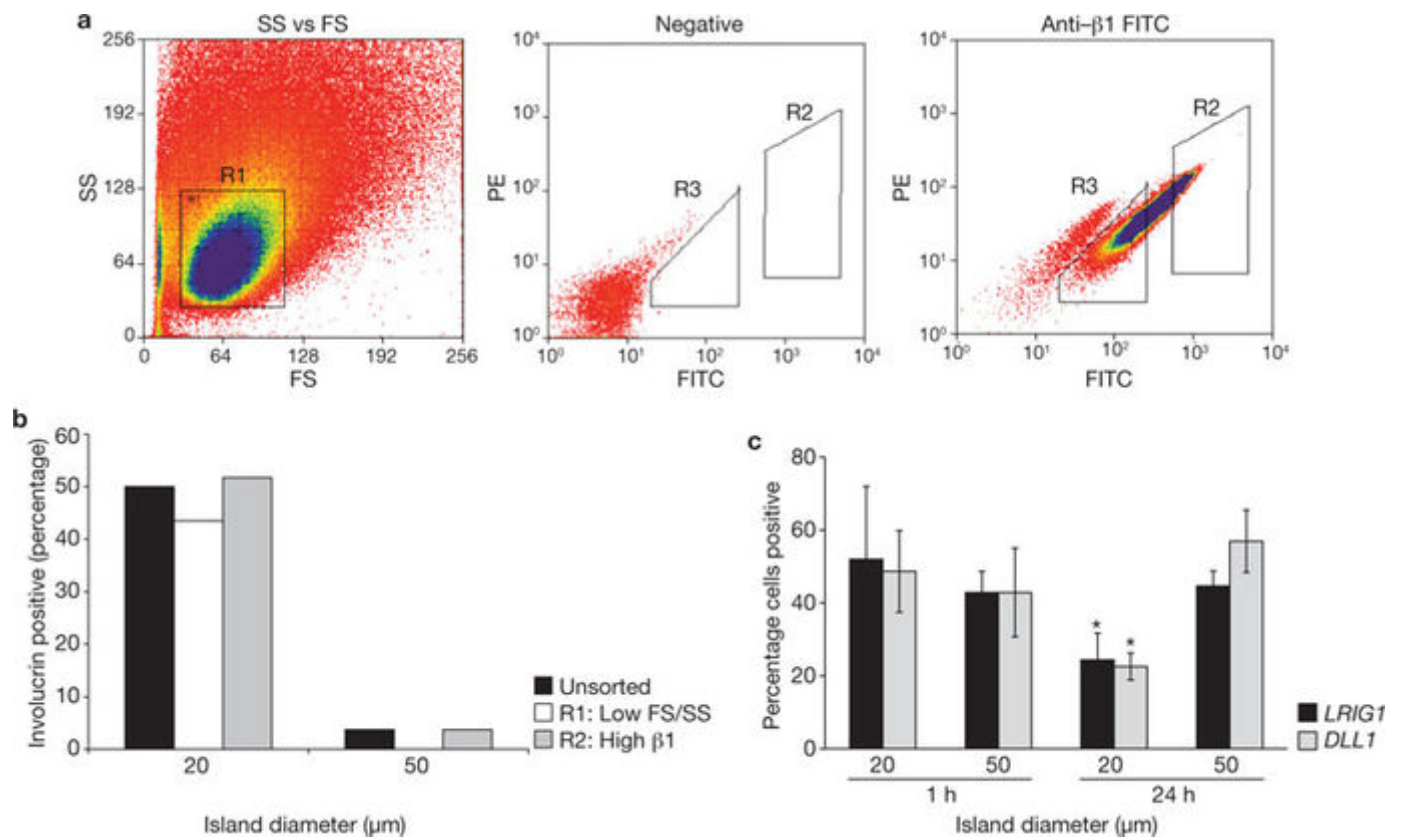 a
SS vs FS
256
192
128
64
0
SS
R1
0 64 128 192 256
FS
Negative
10⁴
10³
10²
10¹
10⁰
PE
R2
R3
10⁰ 10¹ 10² 10³ 10⁴
FITC
Anti–β1 FITC
10⁴
10³
10²
10¹
10⁰
PE
R2
R3
10⁰ 10¹ 10² 10³ 10⁴
FITC
b
Involucrin positive (percentage)
60
50
40
30
20
10
0
20 50
Island diameter (µm)
Unsorted
R1: Low FS/SS
R2: High β1
c
Percentage cells positive
80
60
40
20
0
* *
20 50 20 50
1 h 24 h
Island diameter (µm)
LRIG1
DLL1